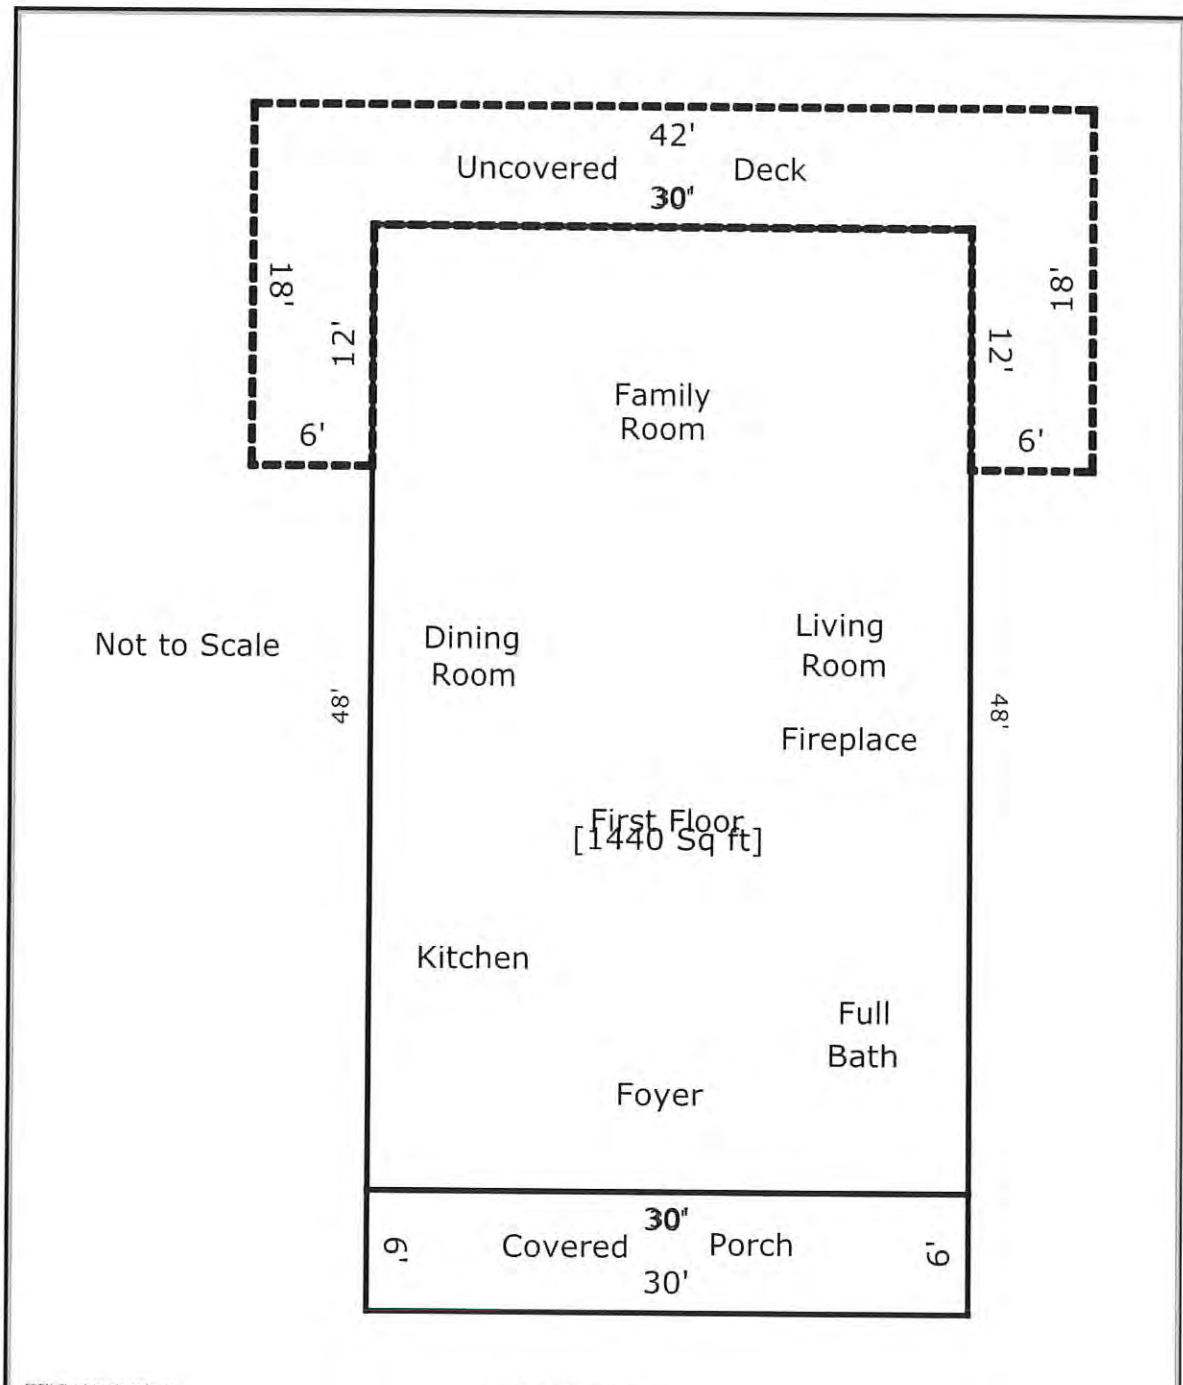 42'
Uncovered Deck
30'
18'
18'
12'
12'
Family
Room
6'
6'
Not to Scale
Dining
Room
Living
Room
48'
48'
Fireplace
First Floor
[1440 Sq ft]
Kitchen
Full
Bath
Foyer
30'
6'
Covered Porch
6'
30'